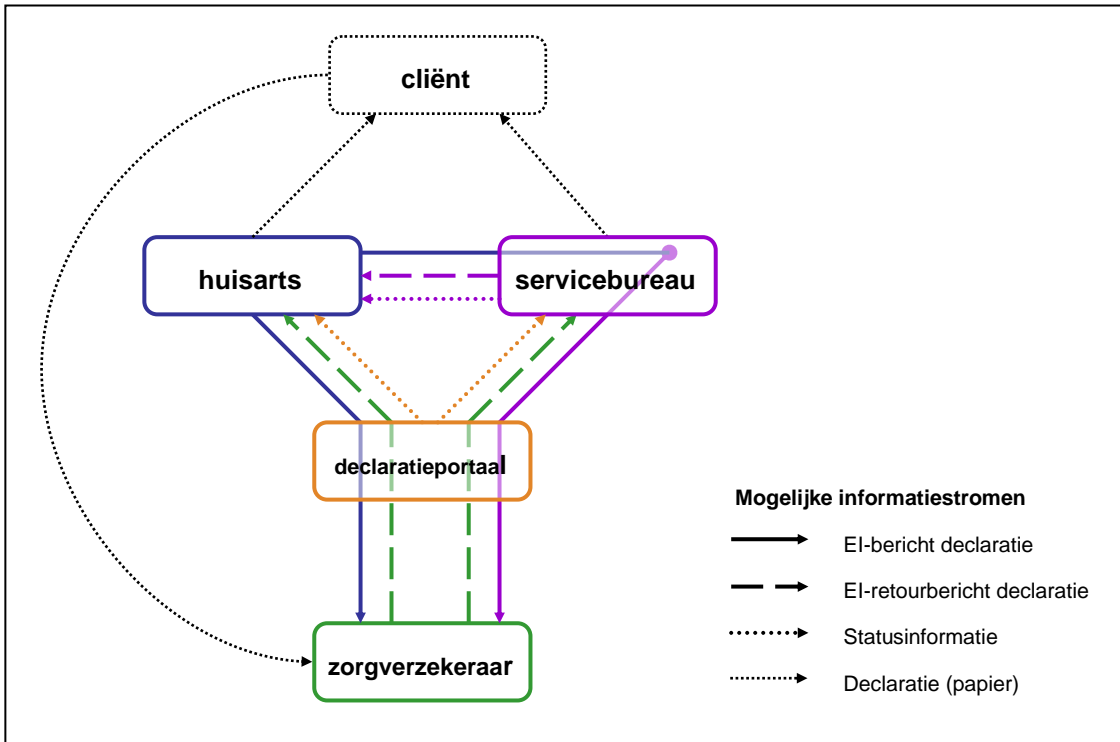 cliënt
huisarts
servicebureau
declaratieportaal
zorgverzekeraar
Mogelijke informatiestromen
EI-bericht declaratie
EI-retourbericht declaratie
Statusinformatie
Declaratie (papier)